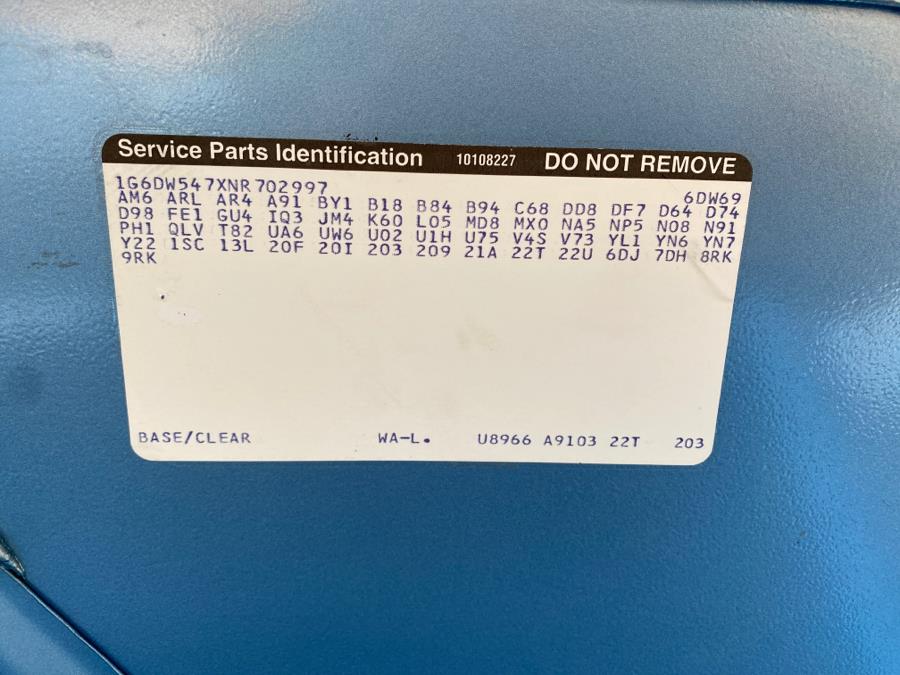 Service Parts Identification 10108227 DO NOT REMOVE
1G6DW547XNR702997 6DW69
AM6 ARL AR4 A91 BY1 B18 B84 B94 C68 DD8 DF7 D64 D74
D98 FE1 GU4 IQ3 JM4 K60 L05 MD8 MX0 NA5 NP5 N08 N91
PH1 QLV T82 UA6 UW6 U02 U1H U75 V4S V73 YL1 YN6 YN7
Y22 1SC 13L 20F 20I 203 209 21A 22T 22U 6DJ 7DH 8RK
9RK
BASE/CLEAR WA-L. U8966 A9103 22T 203